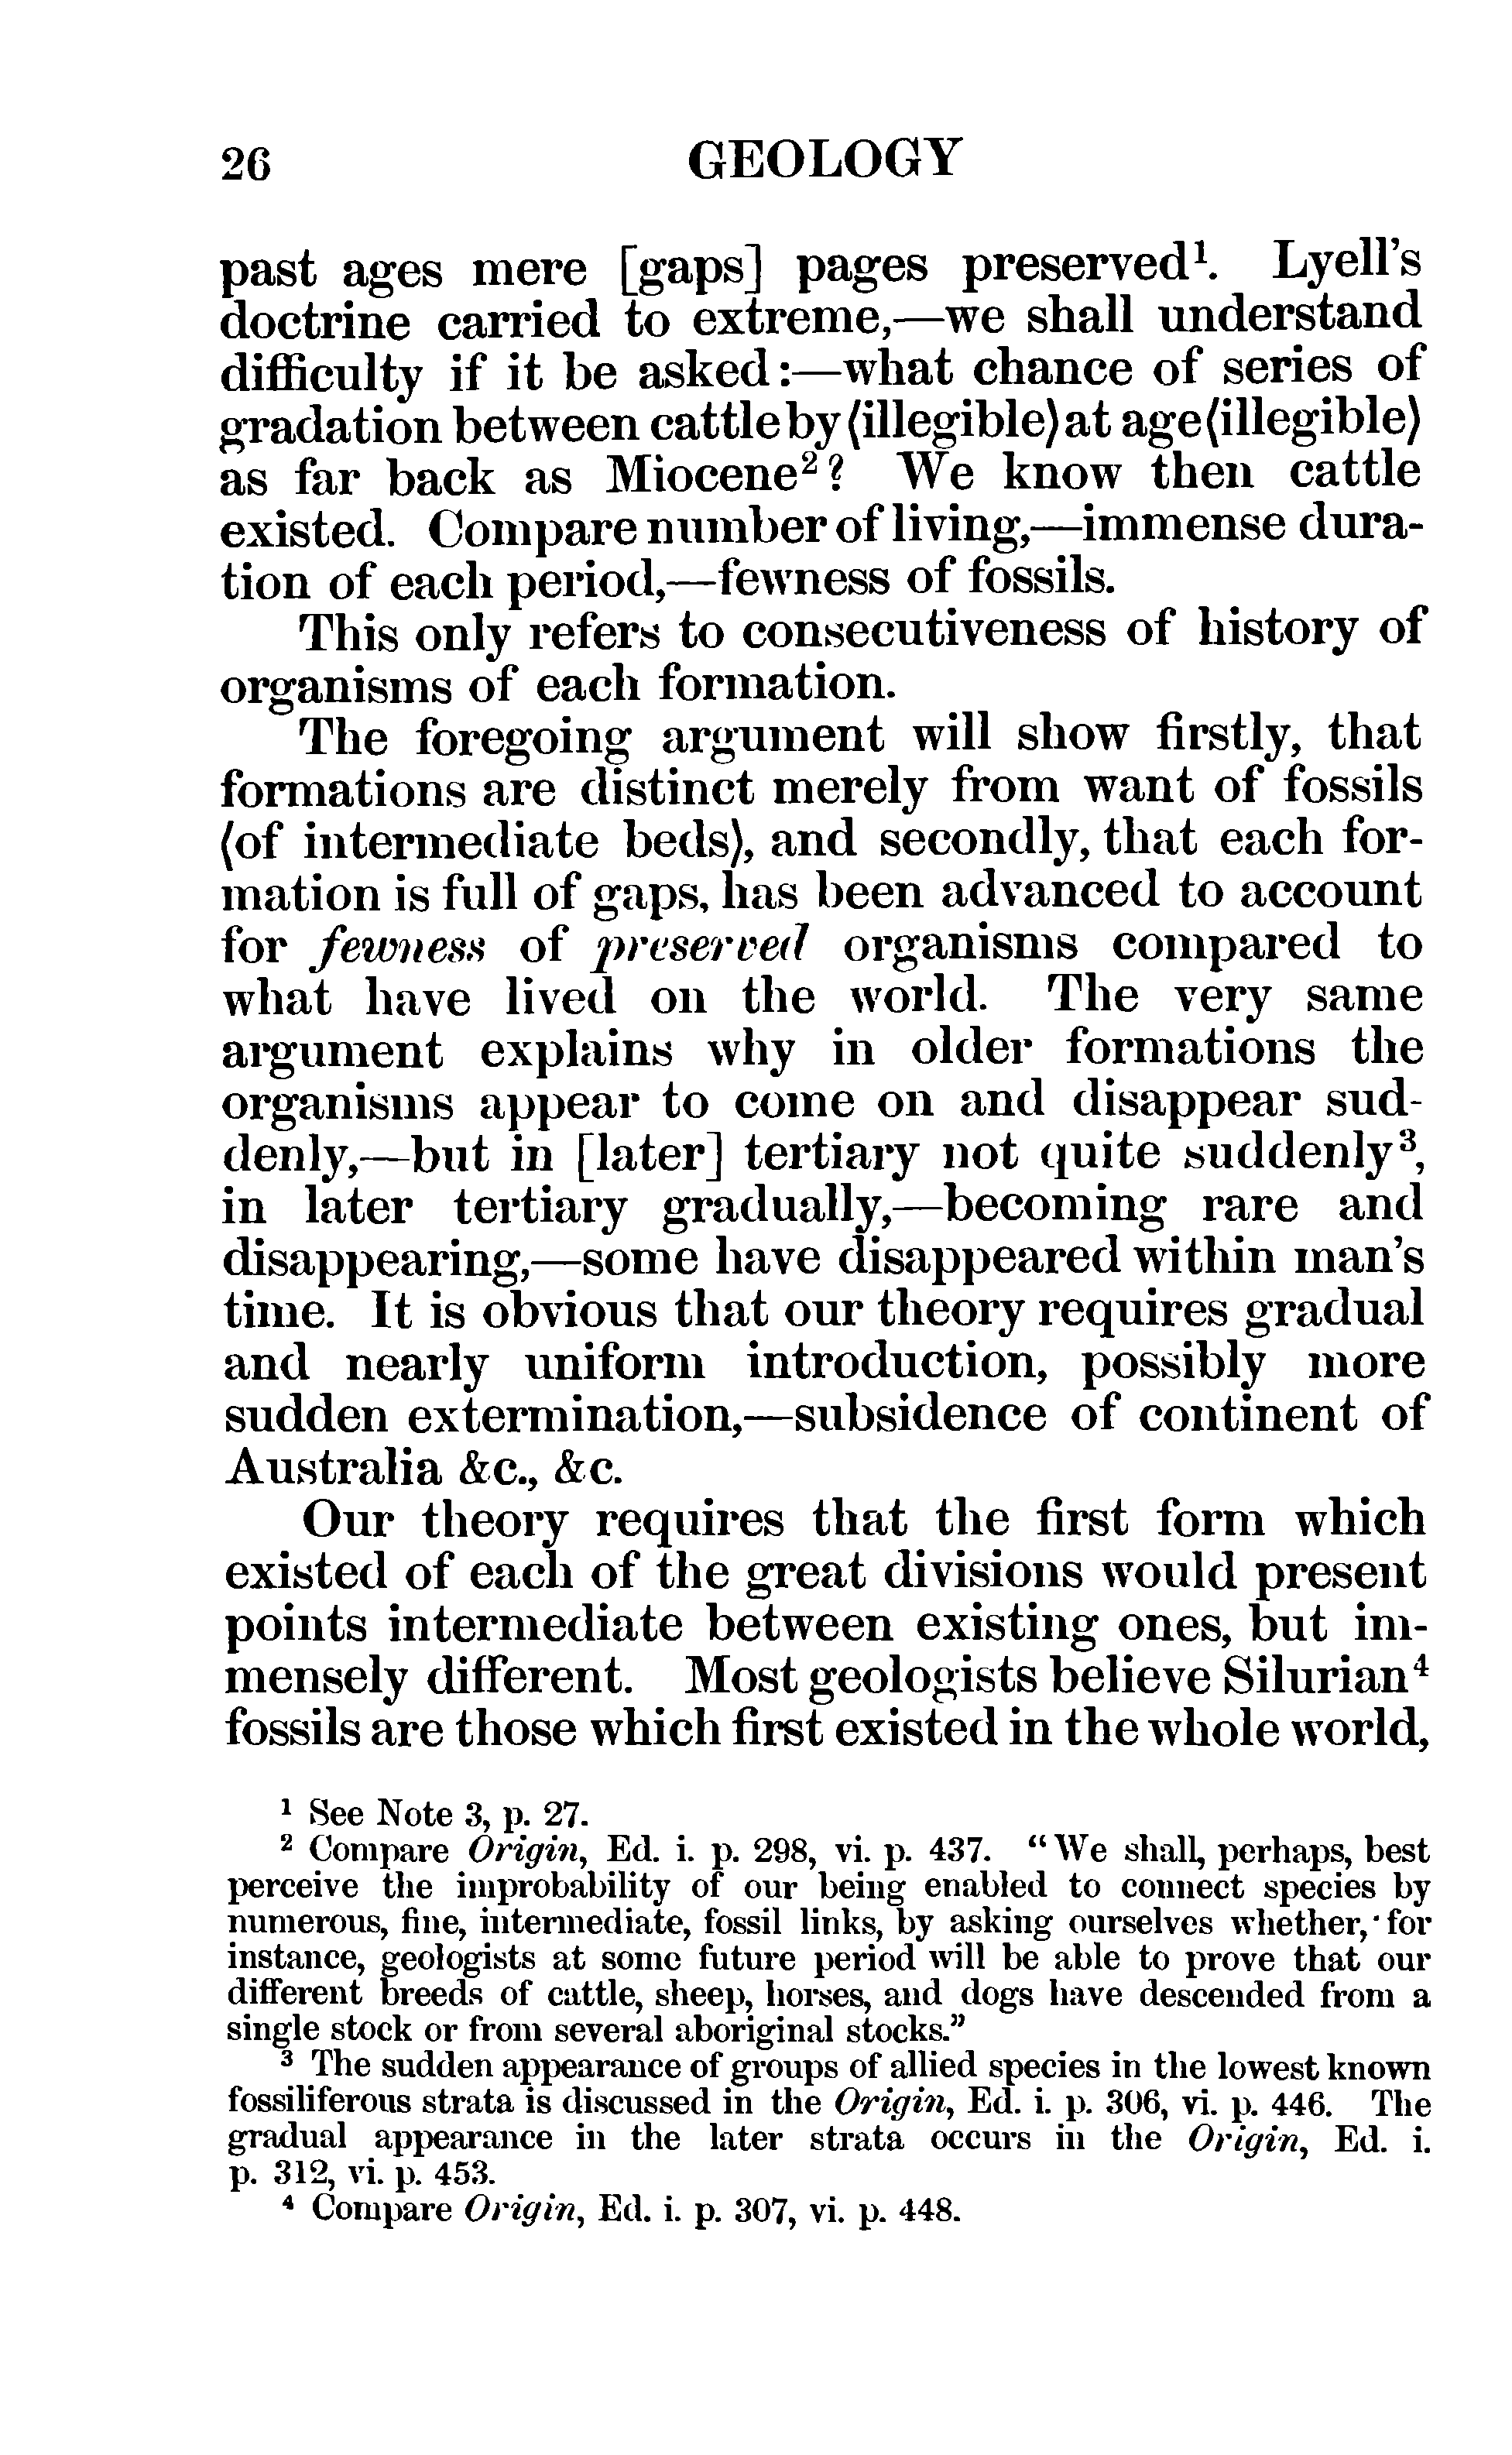 26 GEOLOGY
past ages mere [gaps] pages preserved¹. Lyell's
doctrine carried to extreme,—we shall understand
difficulty if it be asked:—what chance of series of
gradation between cattle by ⟨illegible⟩ at age ⟨illegible⟩
as far back as Miocene²? We know then cattle
existed. Compare number of living,—immense dura-
tion of each period,—fewness of fossils.
This only refers to consecutiveness of history of
organisms of each formation.
The foregoing argument will show firstly, that
formations are distinct merely from want of fossils
⟨of intermediate beds⟩, and secondly, that each for-
mation is full of gaps, has been advanced to account
for fewness of preserved organisms compared to
what have lived on the world. The very same
argument explains why in older formations the
organisms appear to come on and disappear sud-
denly,—but in [later] tertiary not quite suddenly³,
in later tertiary gradually,—becoming rare and
disappearing,—some have disappeared within man's
time. It is obvious that our theory requires gradual
and nearly uniform introduction, possibly more
sudden extermination,—subsidence of continent of
Australia &c., &c.
Our theory requires that the first form which
existed of each of the great divisions would present
points intermediate between existing ones, but im-
mensely different. Most geologists believe Silurian⁴
fossils are those which first existed in the whole world,
¹ See Note 3, p. 27.
² Compare Origin, Ed. i. p. 298, vi. p. 437. "We shall, perhaps, best
perceive the improbability of our being enabled to connect species by
numerous, fine, intermediate, fossil links, by asking ourselves whether, for
instance, geologists at some future period will be able to prove that our
different breeds of cattle, sheep, horses, and dogs have descended from a
single stock or from several aboriginal stocks."
³ The sudden appearance of groups of allied species in the lowest known
fossiliferous strata is discussed in the Origin, Ed. i. p. 306, vi. p. 446. The
gradual appearance in the later strata occurs in the Origin, Ed. i.
p. 312, vi. p. 453.
⁴ Compare Origin, Ed. i. p. 307, vi. p. 448.